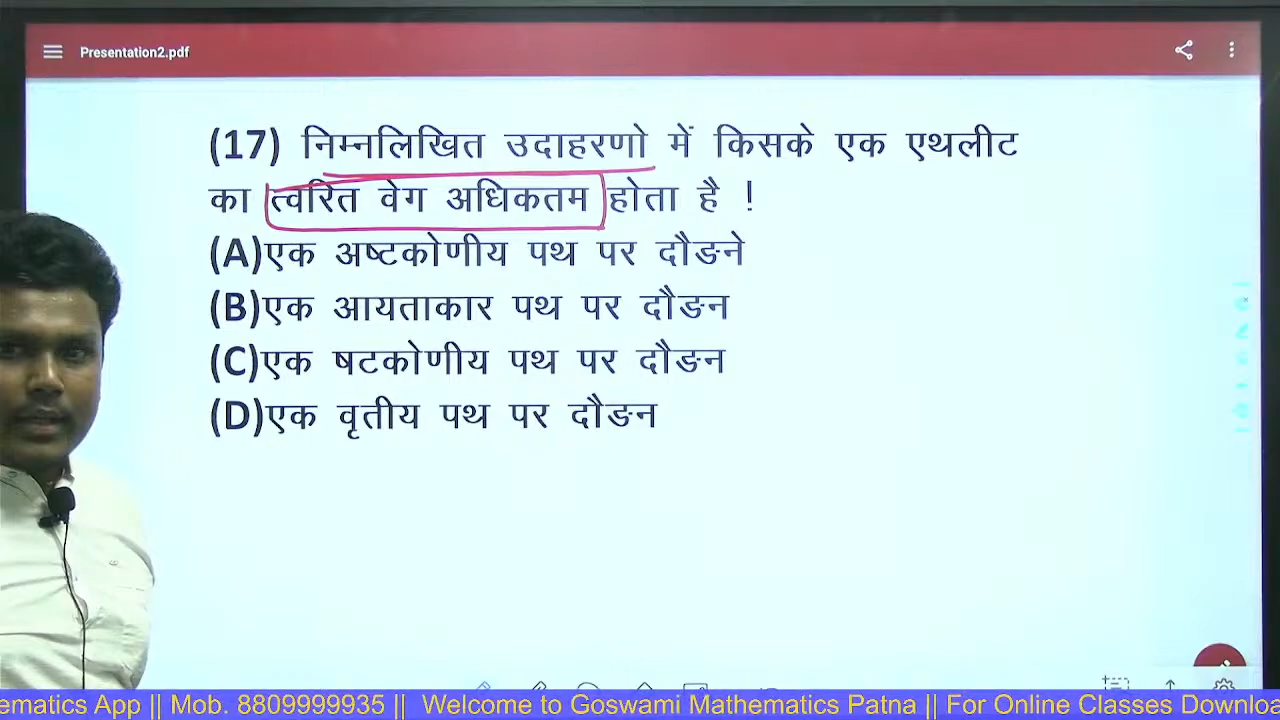 Presentation2.pdf
(17) निम्नलिखित उदाहरणो में किसके एक एथलीट
का त्वरित वेग अधिकतम होता है !
(A)एक अष्टकोणीय पथ पर दौङने
(B)एक आयताकार पथ पर दौङन
(C)एक षटकोणीय पथ पर दौङन
(D)एक वृतीय पथ पर दौङन
ematics App || Mob. 8809999935 || Welcome to Goswami Mathematics Patna || For Online Classes Downloa